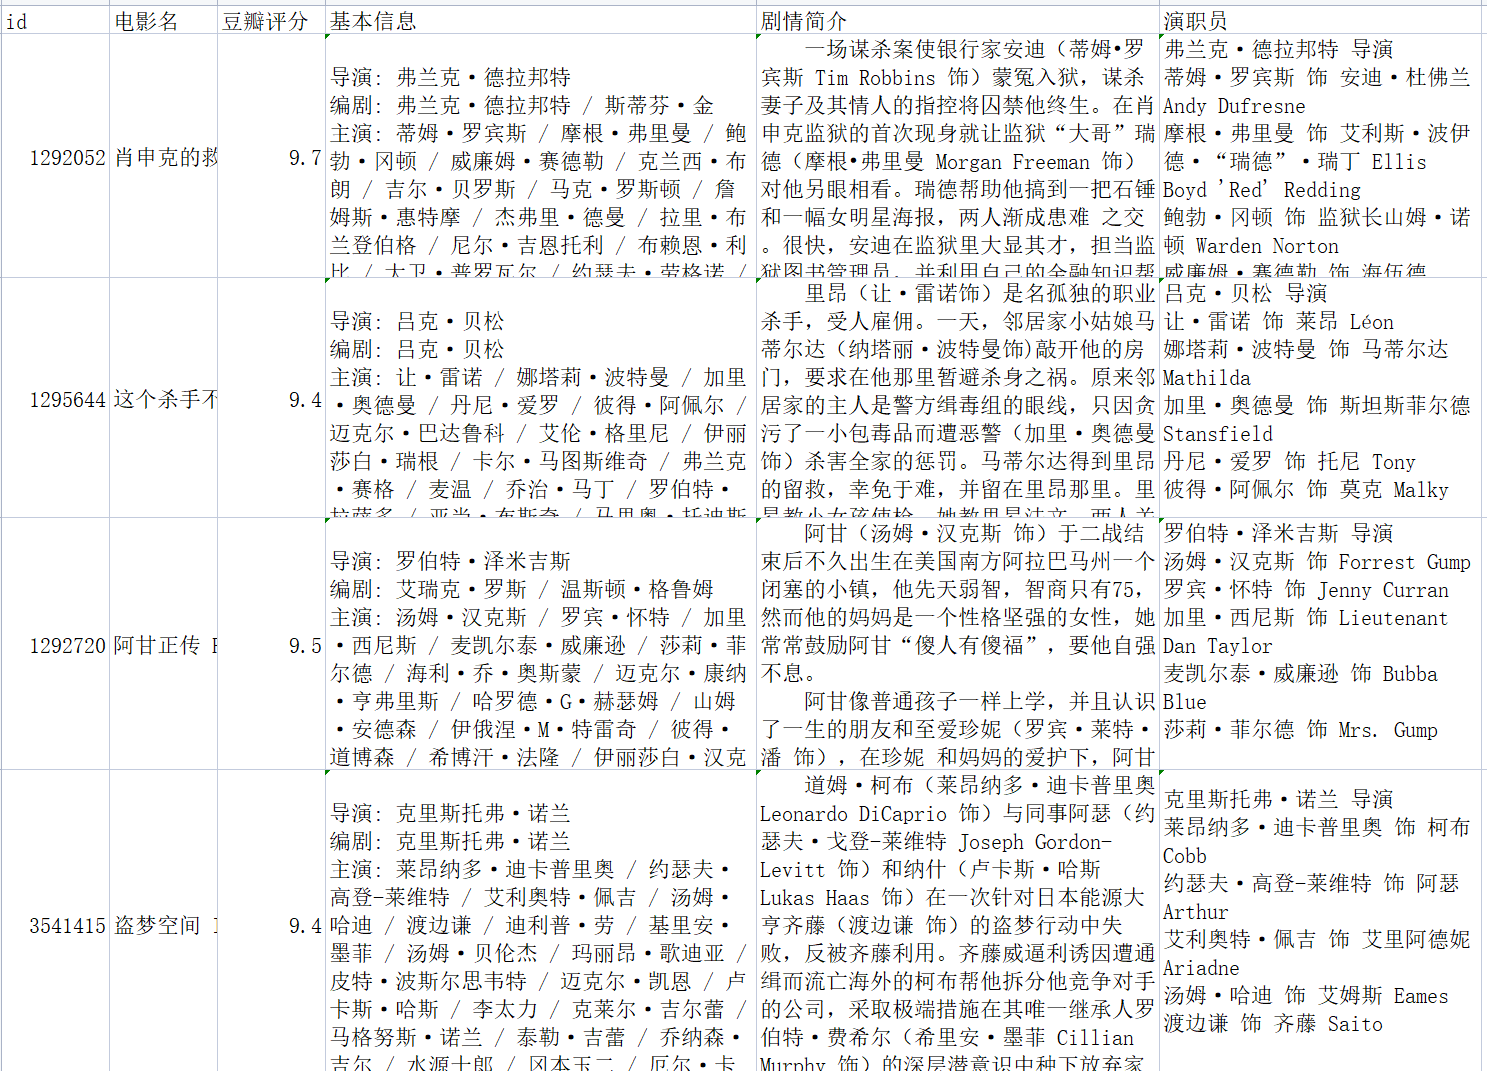 id 电影名 豆瓣评分 基本信息 剧情简介 演职员
1292052
肖申克的救
9.7
导演: 弗兰克·德拉邦特
编剧: 弗兰克·德拉邦特 / 斯蒂芬·金
主演: 蒂姆·罗宾斯 / 摩根·弗里曼 / 鲍
勃·冈顿 / 威廉姆·赛德勒 / 克兰西·布
朗 / 吉尔·贝罗斯 / 马克·罗斯顿 / 詹
姆斯·惠特摩 / 杰弗里·德曼 / 拉里·布
兰登伯格 / 尼尔·吉恩托利 / 布赖恩·利
比 / 大卫·普罗瓦尔 / 约瑟夫·劳格诺 /
一场谋杀案使银行家安迪（蒂姆•罗
宾斯 Tim Robbins 饰）蒙冤入狱，谋杀
妻子及其情人的指控将囚禁他终生。在肖
申克监狱的首次现身就让监狱“大哥”瑞
德（摩根•弗里曼 Morgan Freeman 饰）
对他另眼相看。瑞德帮助他搞到一把石锤
和一幅女明星海报，两人渐成患难 之交
。很快，安迪在监狱里大显其才，担当监
狱图书管理员，并利用自己的金融知识帮
弗兰克·德拉邦特 导演
蒂姆·罗宾斯 饰 安迪·杜佛兰
Andy Dufresne
摩根·弗里曼 饰 艾利斯·波伊
德·“瑞德”·瑞丁 Ellis
Boyd 'Red' Redding
鲍勃·冈顿 饰 监狱长山姆·诺
顿 Warden Norton
威廉姆·赛德勒 饰 海伍德
1295644
这个杀手不
9.4
导演: 吕克·贝松
编剧: 吕克·贝松
主演: 让·雷诺 / 娜塔莉·波特曼 / 加里
·奥德曼 / 丹尼·爱罗 / 彼得·阿佩尔 /
迈克尔·巴达鲁科 / 艾伦·格里尼 / 伊丽
莎白·瑞根 / 卡尔·马图斯维奇 / 弗兰克
·赛格 / 麦温 / 乔治·马丁 / 罗伯特·
拉萨多 / 亚当·布斯奇 / 马里奥·托迪斯
里昂（让·雷诺饰）是名孤独的职业
杀手，受人雇佣。一天，邻居家小姑娘马
蒂尔达（纳塔丽·波特曼饰)敲开他的房
门，要求在他那里暂避杀身之祸。原来邻
居家的主人是警方缉毒组的眼线，只因贪
污了一小包毒品而遭恶警（加里·奥德曼
饰）杀害全家的惩罚。马蒂尔达得到里昂
的留救，幸免于难，并留在里昂那里。里
昂教小女孩使枪，她教里昂法文，两人关
吕克·贝松 导演
让·雷诺 饰 莱昂 Léon
娜塔莉·波特曼 饰 马蒂尔达
Mathilda
加里·奥德曼 饰 斯坦斯菲尔德
Stansfield
丹尼·爱罗 饰 托尼 Tony
彼得·阿佩尔 饰 莫克 Malky
1292720
阿甘正传
9.5
导演: 罗伯特·泽米吉斯
编剧: 艾瑞克·罗斯 / 温斯顿·格鲁姆
主演: 汤姆·汉克斯 / 罗宾·怀特 / 加里
·西尼斯 / 麦凯尔泰·威廉逊 / 莎莉·菲
尔德 / 海利·乔·奥斯蒙 / 迈克尔·康纳
·亨弗里斯 / 哈罗德·G·赫瑟姆 / 山姆
·安德森 / 伊俄涅·M·特雷奇 / 彼得·
道博森 / 希博汗·法隆 / 伊丽莎白·汉克
阿甘（汤姆·汉克斯 饰）于二战结
束后不久出生在美国南方阿拉巴马州一个
闭塞的小镇，他先天弱智，智商只有75，
然而他的妈妈是一个性格坚强的女性，她
常常鼓励阿甘“傻人有傻福”，要他自强
不息。
阿甘像普通孩子一样上学，并且认识
了一生的朋友和至爱珍妮（罗宾·莱特·
潘 饰），在珍妮 和妈妈的爱护下，阿甘
罗伯特·泽米吉斯 导演
汤姆·汉克斯 饰 Forrest Gump
罗宾·怀特 饰 Jenny Curran
加里·西尼斯 饰 Lieutenant
Dan Taylor
麦凯尔泰·威廉逊 饰 Bubba
Blue
莎莉·菲尔德 饰 Mrs. Gump
3541415
盗梦空间
9.4
导演: 克里斯托弗·诺兰
编剧: 克里斯托弗·诺兰
主演: 莱昂纳多·迪卡普里奥 / 约瑟夫·
高登-莱维特 / 艾利奥特·佩吉 / 汤姆·
哈迪 / 渡边谦 / 迪利普·劳 / 基里安·
墨菲 / 汤姆·贝伦杰 / 玛丽昂·歌迪亚 /
皮特·波斯尔思韦特 / 迈克尔·凯恩 / 卢
卡斯·哈斯 / 李太力 / 克莱尔·吉尔蕾 /
马格努斯·诺兰 / 泰勒·吉蕾 / 乔纳森·
吉尔 / 水源士郎 / 冈本玉二 / 厄尔·卡
道姆·柯布（莱昂纳多·迪卡普里奥
Leonardo DiCaprio 饰）与同事阿瑟（约
瑟夫·戈登-莱维特 Joseph Gordon-
Levitt 饰）和纳什（卢卡斯·哈斯
Lukas Haas 饰）在一次针对日本能源大
亨齐藤（渡边谦 饰）的盗梦行动中失
败，反被齐藤利用。齐藤威逼利诱因遭通
缉而流亡海外的柯布帮他拆分他竞争对手
的公司，采取极端措施在其唯一继承人罗
伯特·费希尔（希里安·墨菲 Cillian
Murphy 饰）的深层潜意识中种下放弃家
克里斯托弗·诺兰 导演
莱昂纳多·迪卡普里奥 饰 柯布
Cobb
约瑟夫·高登-莱维特 饰 阿瑟
Arthur
艾利奥特·佩吉 饰 艾里阿德妮
Ariadne
汤姆·哈迪 饰 艾姆斯 Eames
渡边谦 饰 齐藤 Saito